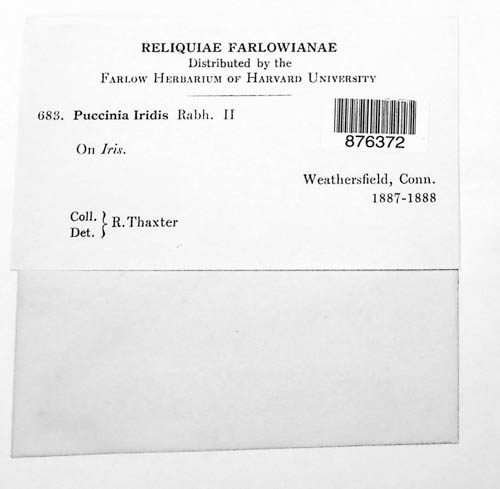 RELIQUIAE FARLOWIANAE
Distributed by the
FARLOW HERBARIUM OF HARVARD UNIVERSITY
683. Puccinia Iridis Rabh. II
876372
On Iris.
Weathersfield, Conn.
1887-1888
Coll. } R. Thaxter
Det.